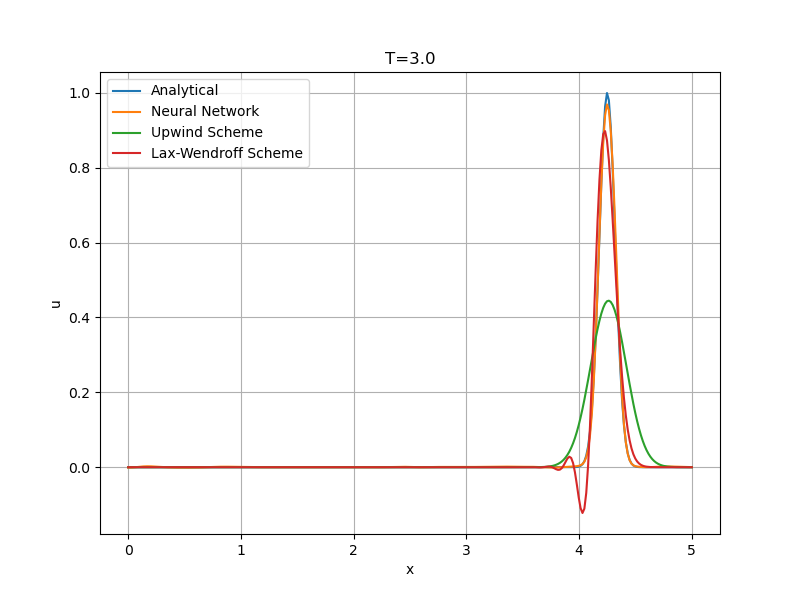 T=3.0
Analytical
Neural Network
Upwind Scheme
Lax-Wendroff Scheme
1.0
0.8
0.6
0.4
0.2
0.0
u
0 1 2 3 4 5
x